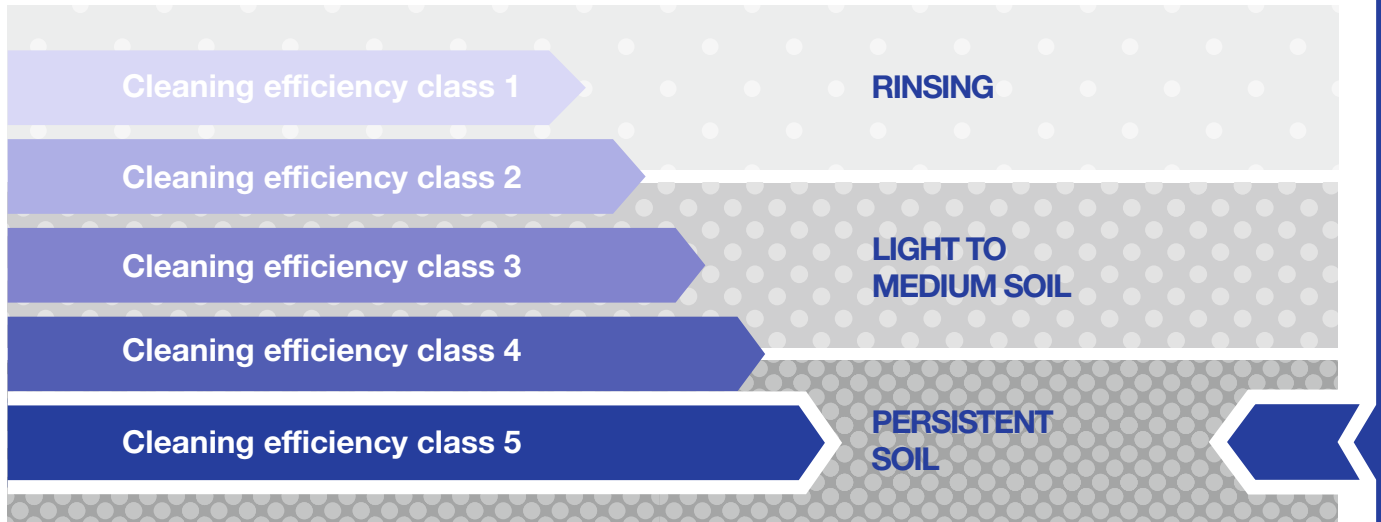 Cleaning efficiency class 1
RINSING
Cleaning efficiency class 2
Cleaning efficiency class 3
LIGHT TO
MEDIUM SOIL
Cleaning efficiency class 4
Cleaning efficiency class 5
PERSISTENT
SOIL